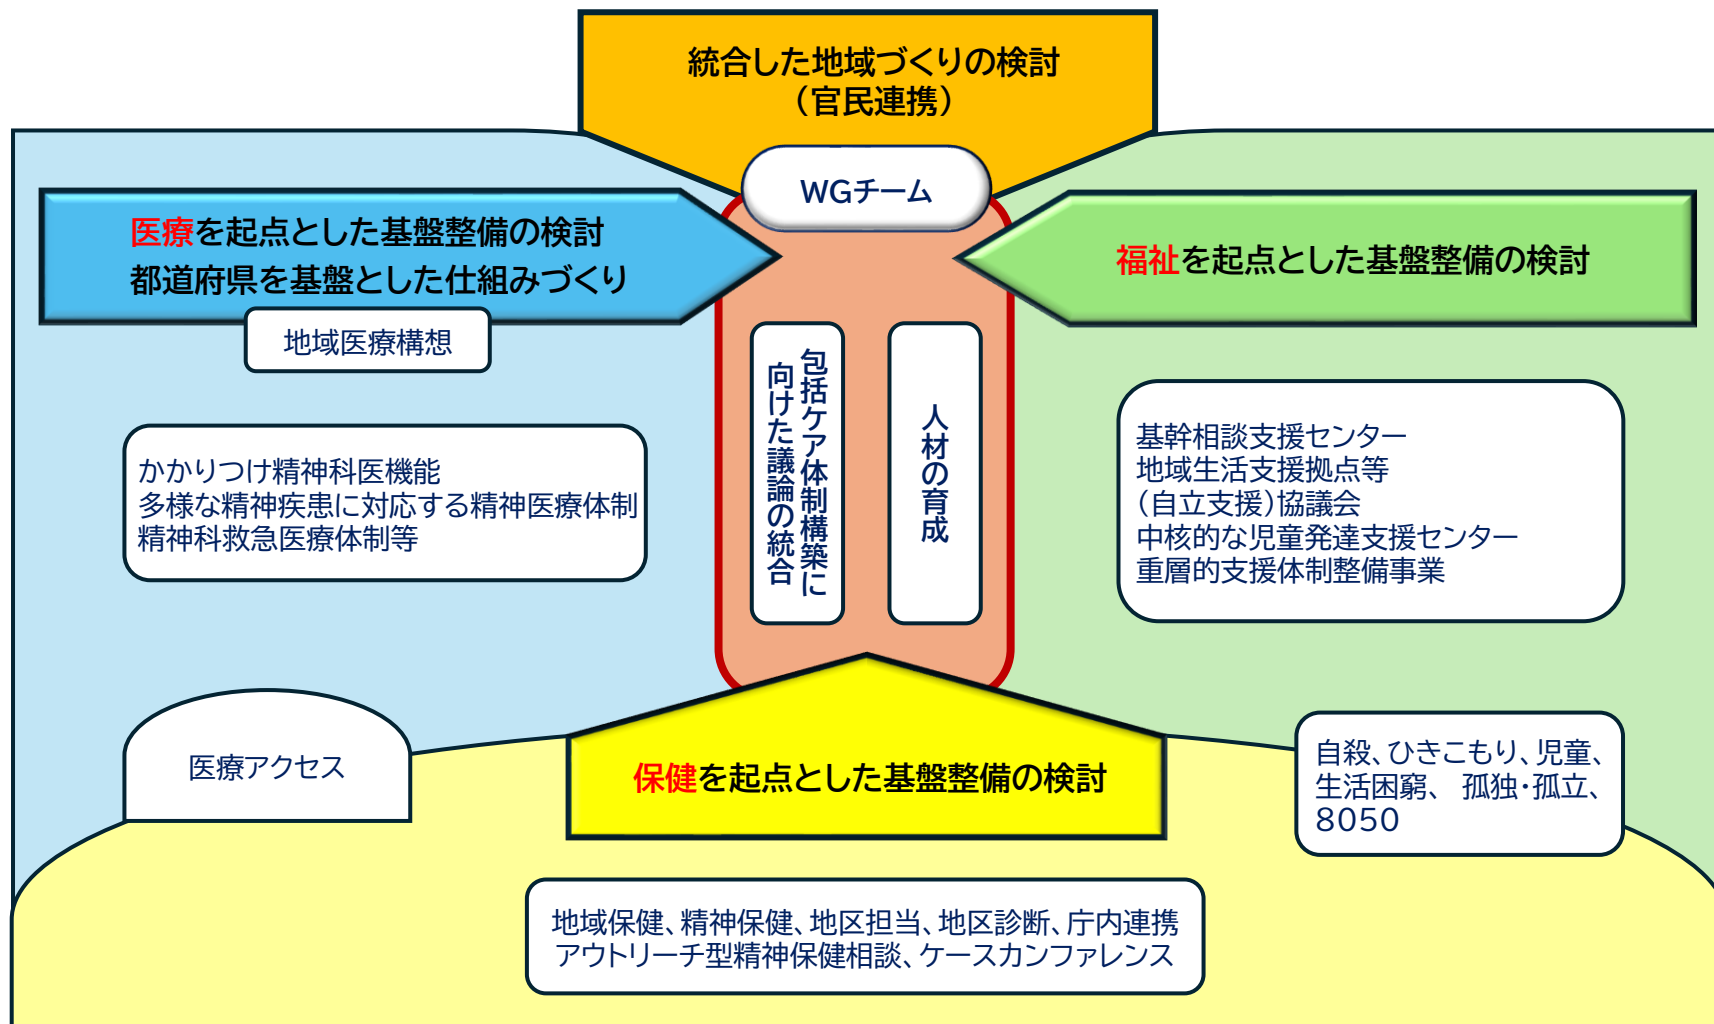 統合した地域づくりの検討
（官民連携）
WGチーム
医療を起点とした基盤整備の検討
都道府県を基盤とした仕組みづくり
地域医療構想
福祉を起点とした基盤整備の検討
かかりつけ精神科医機能
多様な精神疾患に対応する精神医療体制
精神科救急医療体制等
包括ケア体制構築に
向けた議論の統合
人材の育成
基幹相談支援センター
地域生活支援拠点等
（自立支援）協議会
中核的な児童発達支援センター
重層的支援体制整備事業
医療アクセス
保健を起点とした基盤整備の検討
自殺、ひきこもり、児童、
生活困窮、 孤独・孤立、
8050
地域保健、精神保健、地区担当、地区診断、庁内連携
アウトリーチ型精神保健相談、ケースカンファレンス